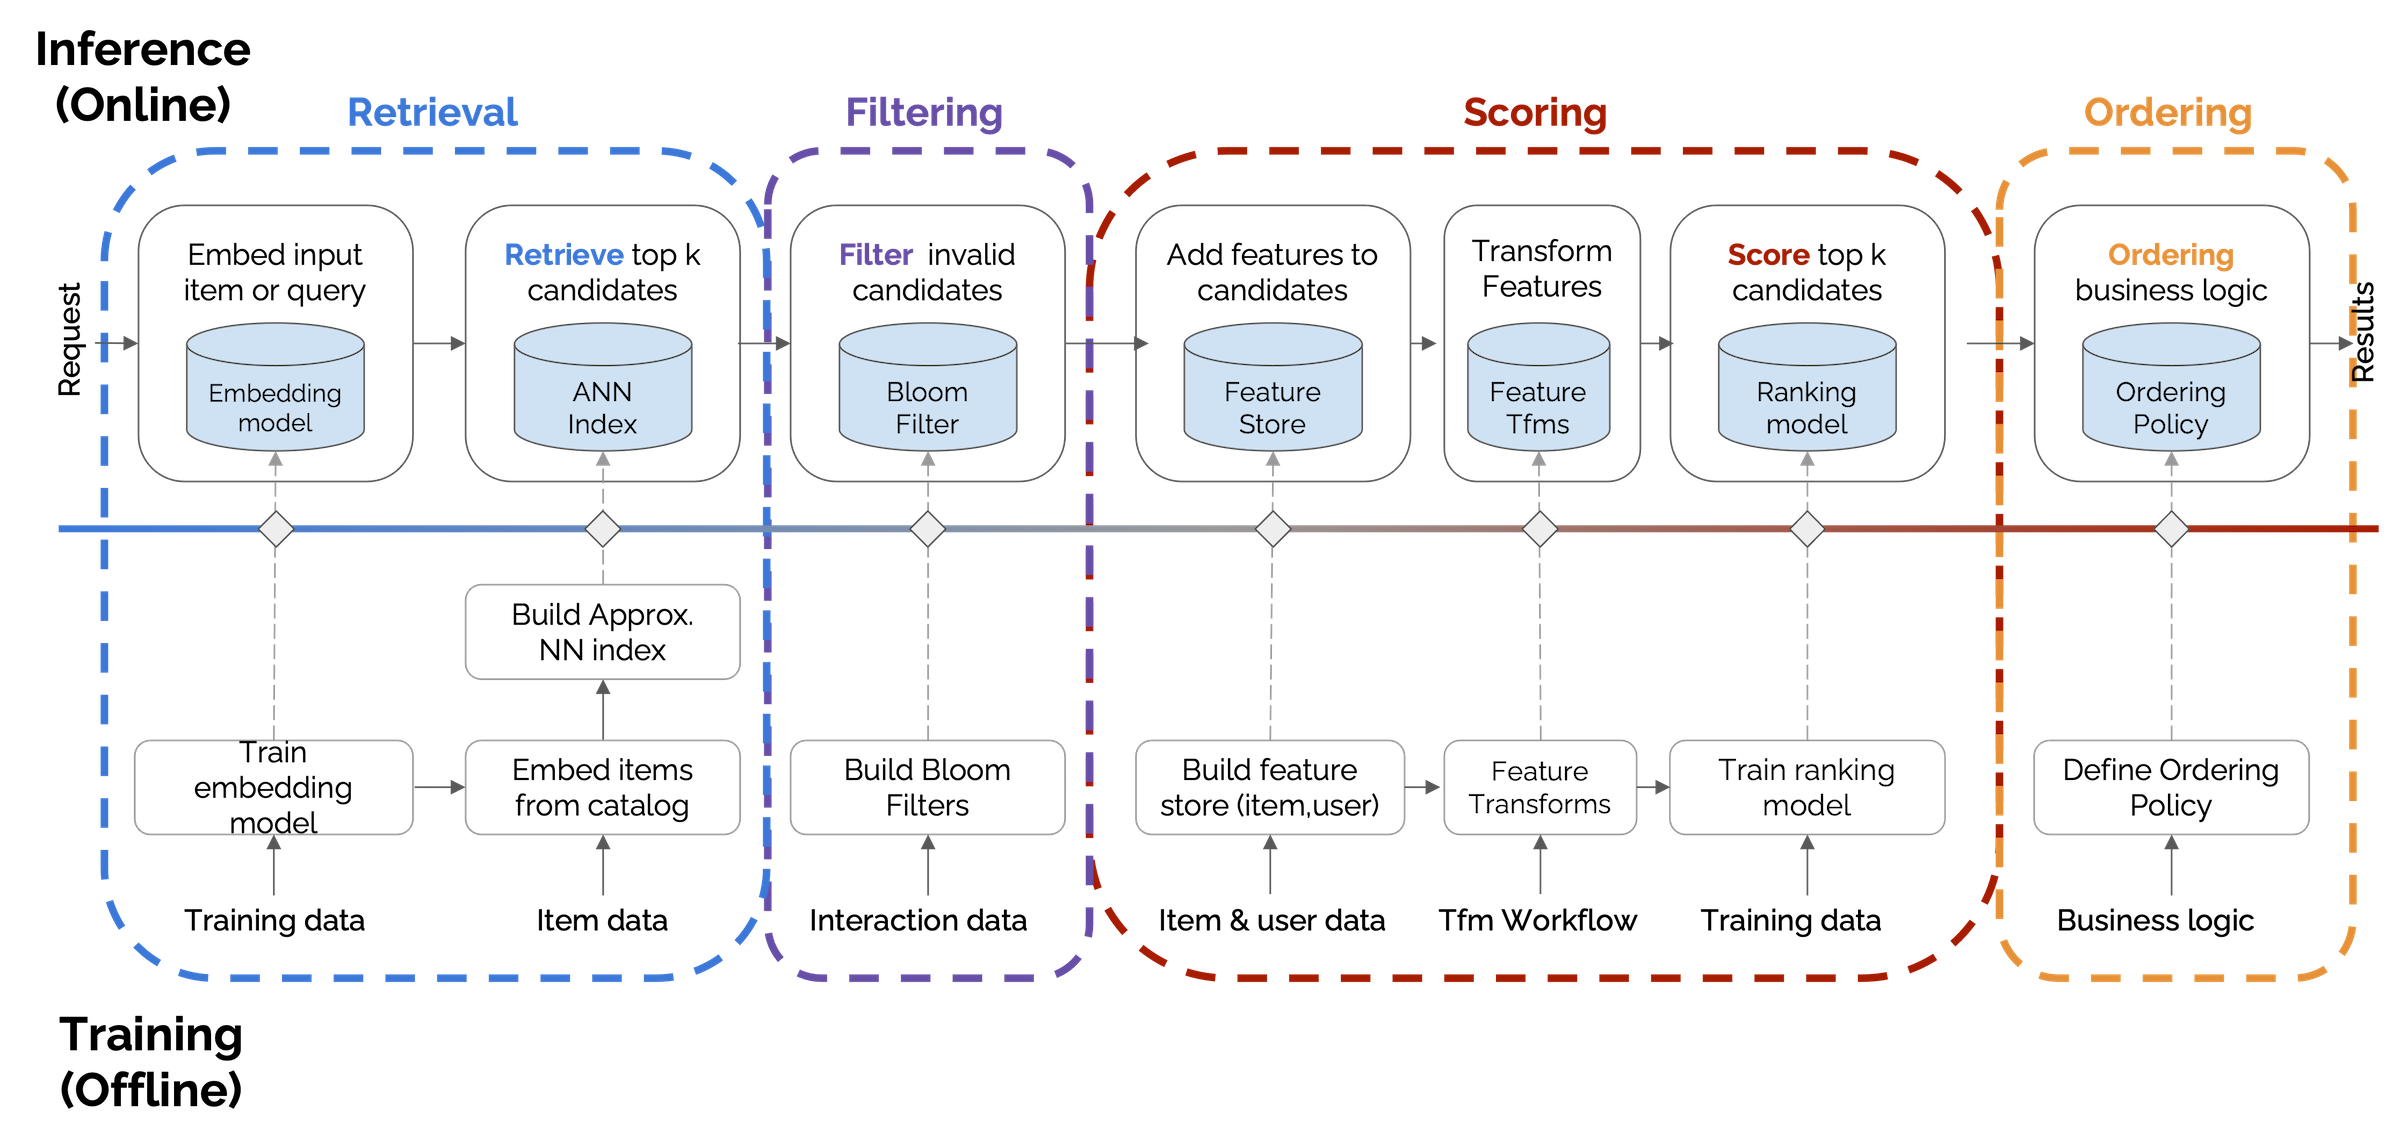 Inference
(Online)
Retrieval
Filtering
Scoring
Ordering
Request
Embed input
item or query
Embedding
model
Retrieve top k
candidates
ANN
Index
Filter invalid
candidates
Bloom
Filter
Add features to
candidates
Feature
Store
Transform
Features
Feature
Tfms
Score top k
candidates
Ranking
model
Ordering
business logic
Ordering
Policy
Results
Build Approx.
NN index
Train
embedding
model
Embed items
from catalog
Build Bloom
Filters
Build feature
store (item,user)
Feature
Transforms
Train ranking
model
Define Ordering
Policy
Training data
Item data
Interaction data
Item & user data
Tfm Workflow
Training data
Business logic
Training
(Offline)